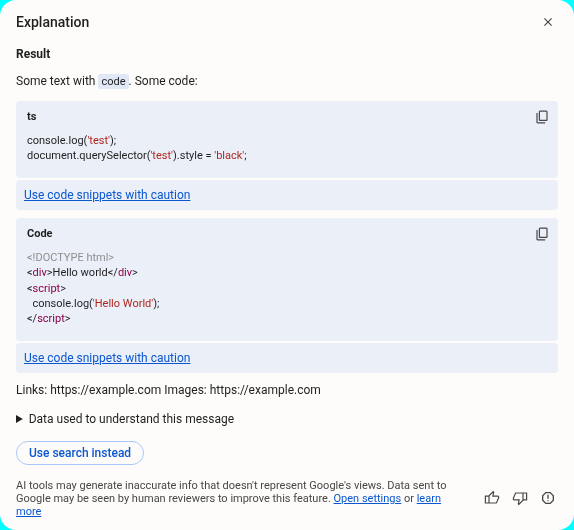 Explanation
Result
Some text with code. Some code:
ts
console.log('test');
document.querySelector('test').style = 'black';
Use code snippets with caution
Code
<!DOCTYPE html>
<div>Hello world</div>
<script>
  console.log('Hello World');
</script>
Use code snippets with caution
Links: https://example.com Images: https://example.com
Data used to understand this message
Use search instead
AI tools may generate inaccurate info that doesn't represent Google's views. Data sent to
Google may be seen by human reviewers to improve this feature. Open settings or learn
more